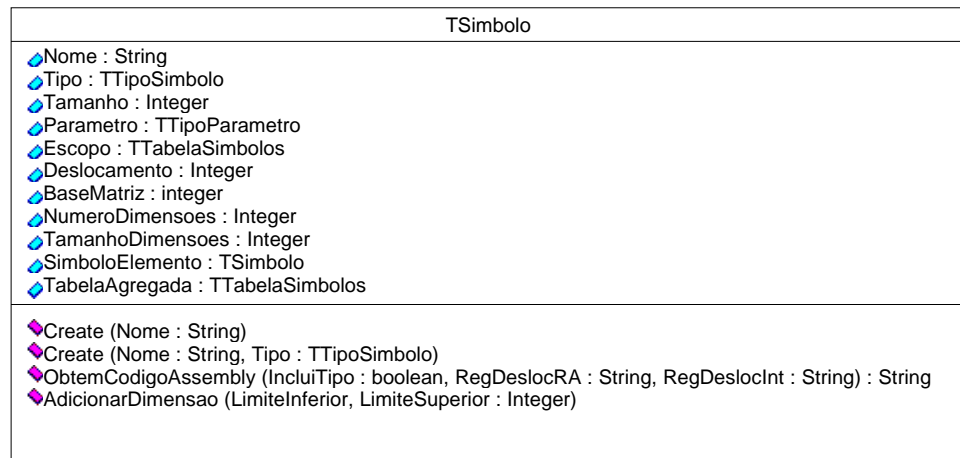 TSimbolo
Nome : String
Tipo : TTipoSimbolo
Tamanho : Integer
Parametro : TTipoParametro
Escopo : TTabelaSimbolos
Deslocamento : Integer
BaseMatriz : integer
NumeroDimensoes : Integer
TamanhoDimensoes : Integer
SimboloElemento : TSimbolo
TabelaAgregada : TTabelaSimbolos
Create (Nome : String)
Create (Nome : String, Tipo : TTipoSimbolo)
ObtemCodigoAssembly (IncluiTipo : boolean, RegDeslocRA : String, RegDeslocInt : String) : String
AdicionarDimensao (LimiteInferior, LimiteSuperior : Integer)